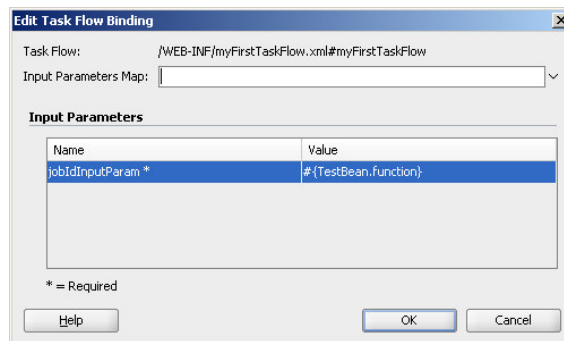 Edit Task Flow Binding
Task Flow: /WEB-INF/myFirstTaskFlow.xml#myFirstTaskFlow
Input Parameters Map:
Input Parameters
Name Value
jobIdInputParam * #{TestBean.function}
* = Required
Help OK Cancel